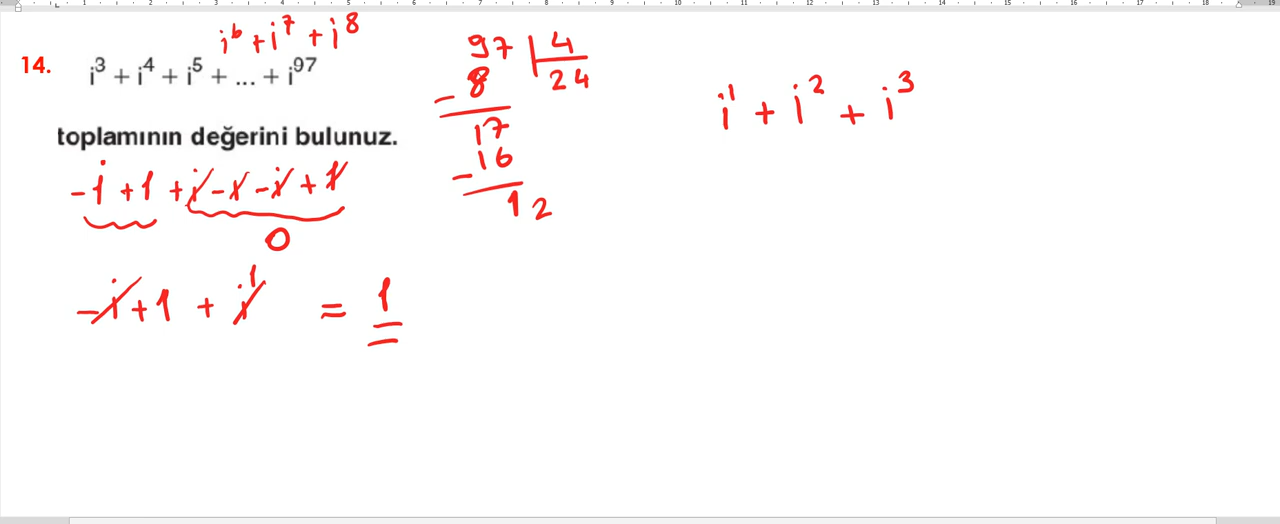 i⁶ + i⁷ + i⁸
14. i³ + i⁴ + i⁵ + ... + i⁹⁷
toplamının değerini bulunuz.
-i + 1 + i - 1 - i + 1
0
-i + 1 + i¹ = 1
97 4
- 8 24
17
- 16
1 2
i¹ + i² + i³